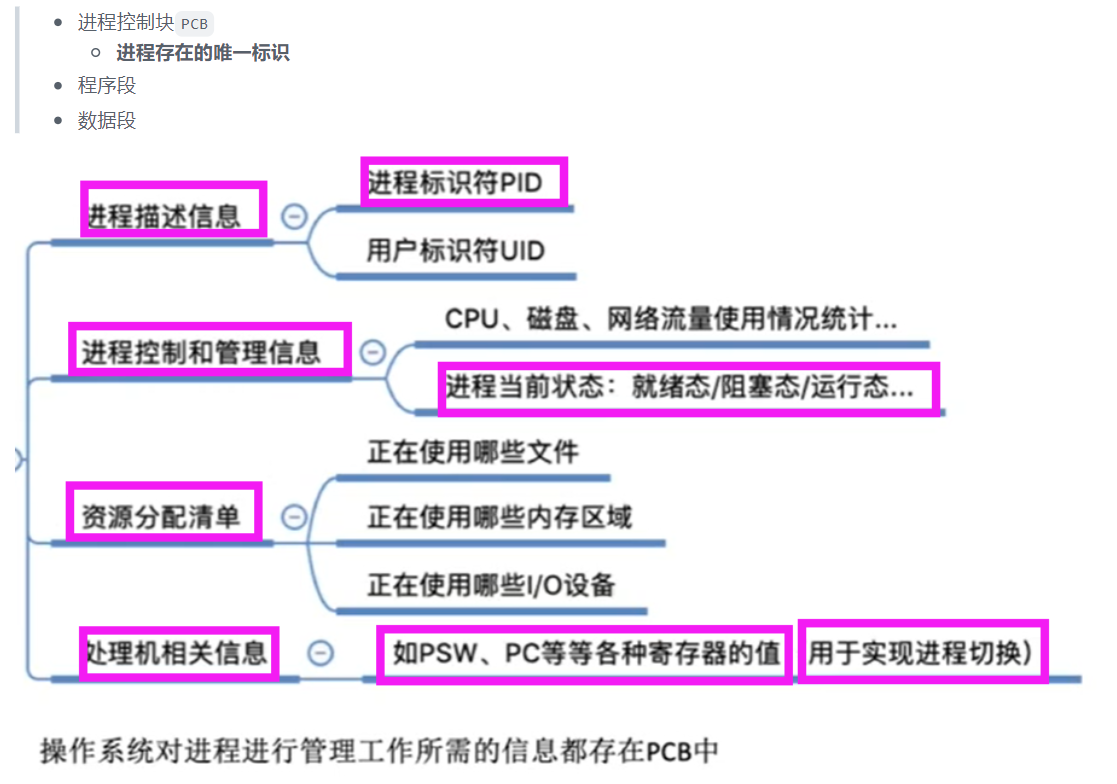 进程控制块 PCB
进程存在的唯一标识
程序段
数据段
进程描述信息
进程标识符PID
用户标识符UID
进程控制和管理信息
CPU、磁盘、网络流量使用情况统计...
进程当前状态：就绪态/阻塞态/运行态...
资源分配清单
正在使用哪些文件
正在使用哪些内存区域
正在使用哪些I/O设备
处理机相关信息
如PSW、PC等等各种寄存器的值
用于实现进程切换）
操作系统对进程进行管理工作所需的信息都存在PCB中